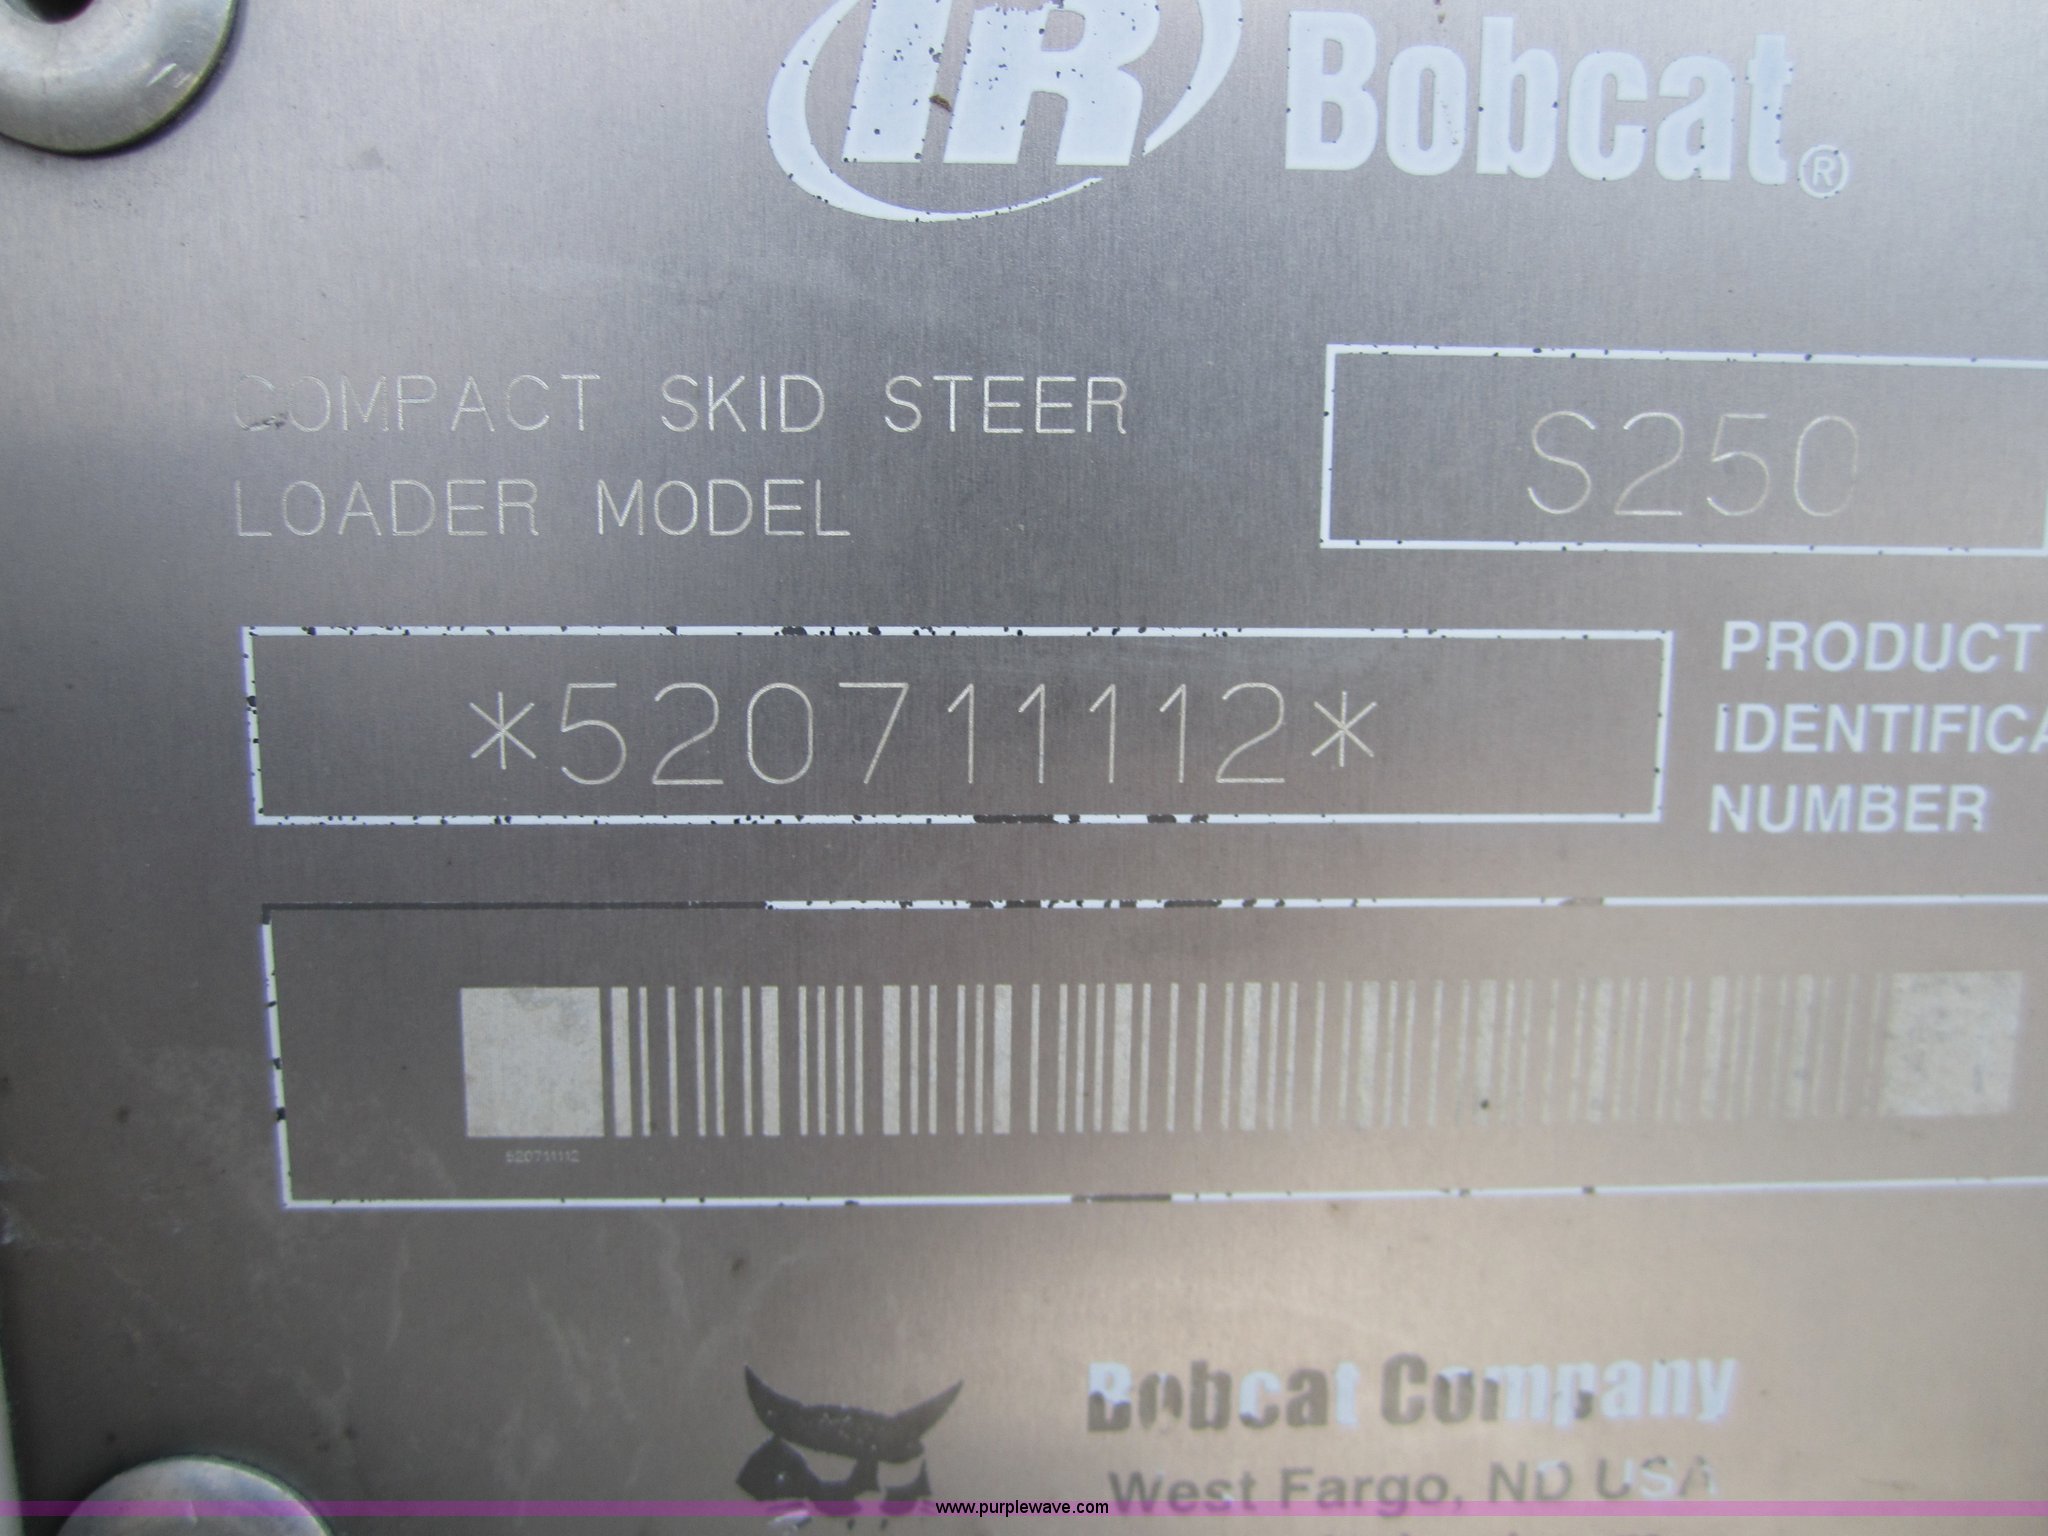 IR Bobcat®
COMPACT SKID STEER
LOADER MODEL
S250
*520711112*
PRODUCT
IDENTIFICA
NUMBER
520711112
Bobcat Company
West Fargo, ND USA
www.purplewave.com